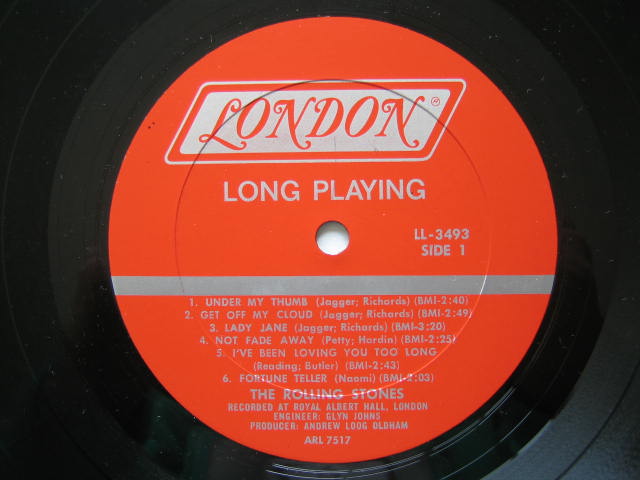 LONDON®
LONG PLAYING
LL-3493
SIDE 1
1. UNDER MY THUMB (Jagger; Richards) (BMI-2:40)
2. GET OFF MY CLOUD (Jagger; Richards) (BMI-2:49)
3. LADY JANE (Jagger; Richards) (BMI-3:20)
4. NOT FADE AWAY (Petty; Hardin) (BMI-2:25)
5. I'VE BEEN LOVING YOU TOO LONG
(Reading; Butler) (BMI-2:43)
6. FORTUNE TELLER (Naomi) (BMI-2:03)
THE ROLLING STONES
RECORDED AT ROYAL ALBERT HALL, LONDON
ENGINEER: GLYN JOHNS
PRODUCER: ANDREW LOOG OLDHAM
ARL 7517